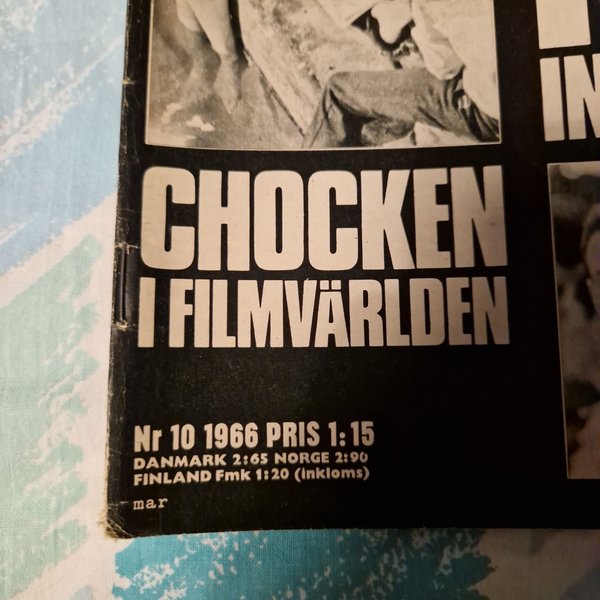 IN
CHOCKEN
I FILMVÄRLDEN
Nr 10 1966 PRIS 1:15
DANMARK 2:65 NORGE 2:90
FINLAND Fmk 1:20 (inkloms)
mar